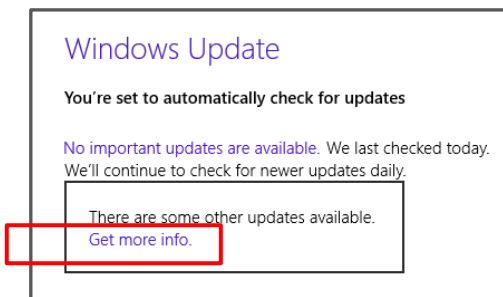 Windows Update
You're set to automatically check for updates
No important updates are available. We last checked today.
We'll continue to check for newer updates daily.
There are some other updates available.
Get more info.